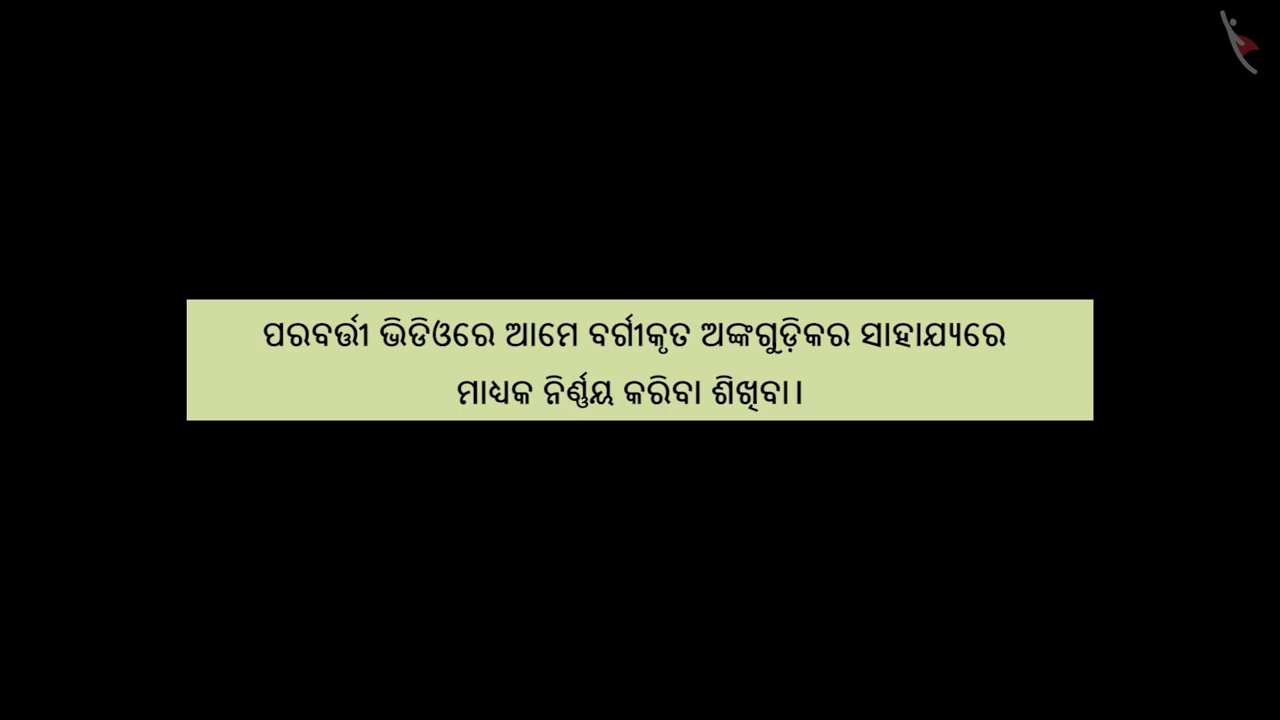 ପରବର୍ତ୍ତୀ ଭିଡିଓରେ ଆମେ ବର୍ଗୀକୃତ ଅଙ୍କଗୁଡ଼ିକର ସାହାଯ୍ୟରେ
ମାଧ୍ୟକ ନିର୍ଣ୍ଣୟ କରିବା ଶିଖିବା।